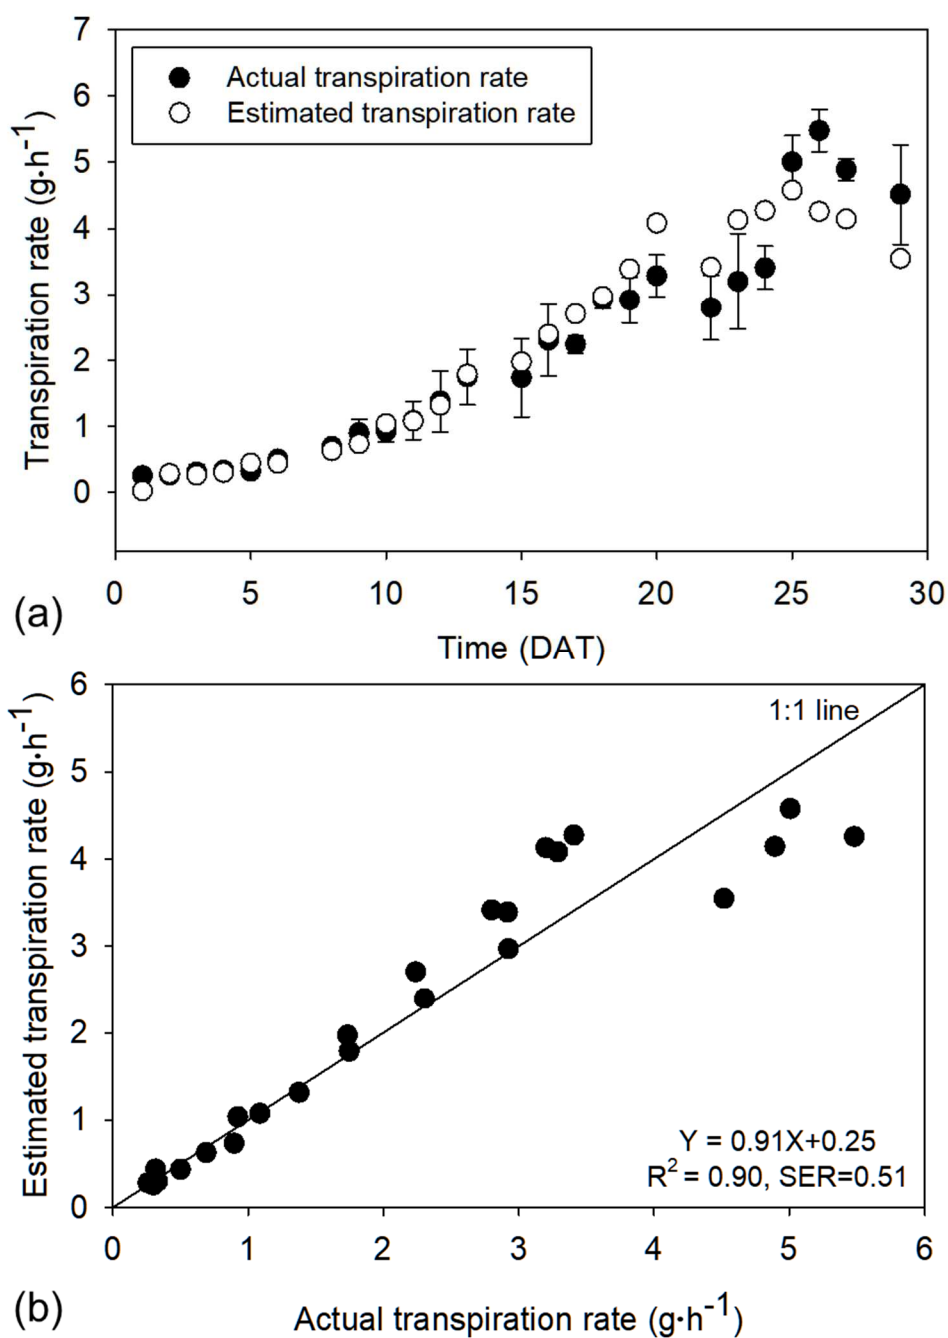 7
6
5
4
3
2
1
0
Transpiration rate (g·h⁻¹)
Actual transpiration rate
Estimated transpiration rate
0 5 10 15 20 25 30
Time (DAT)
(a)
6
5
4
3
2
1
0
Estimated transpiration rate (g·h⁻¹)
1:1 line
Y = 0.91X+0.25
R² = 0.90, SER=0.51
0 1 2 3 4 5 6
Actual transpiration rate (g·h⁻¹)
(b)